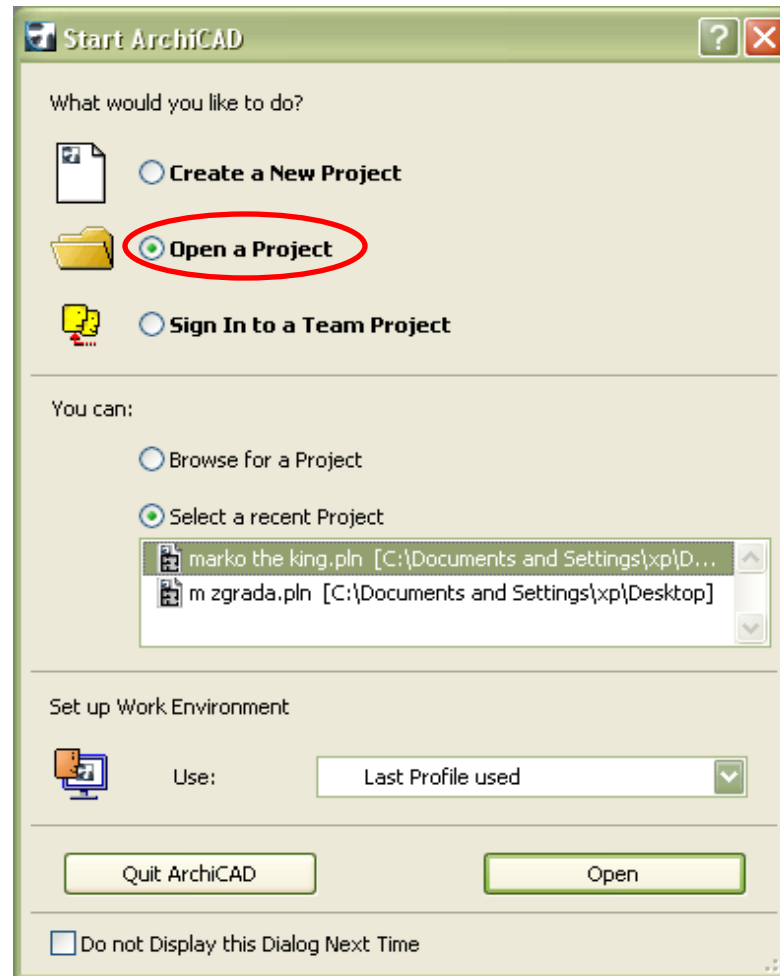 Start ArchiCAD
What would you like to do?
Create a New Project
Open a Project
Sign In to a Team Project
You can:
Browse for a Project
Select a recent Project
marko the king.pln [C:\Documents and Settings\xp\D...
m zgrada.pln [C:\Documents and Settings\xp\Desktop]
Set up Work Environment
Use: Last Profile used
Quit ArchiCAD Open
Do not Display this Dialog Next Time